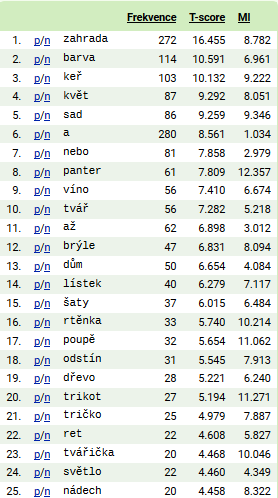 Frekvence T-score MI
1. p/n zahrada 272 16.455 8.782
2. p/n barva 114 10.591 6.961
3. p/n keř 103 10.132 9.222
4. p/n květ 87 9.292 8.051
5. p/n sad 86 9.259 9.346
6. p/n a 280 8.561 1.034
7. p/n nebo 81 7.858 2.979
8. p/n panter 61 7.809 12.357
9. p/n víno 56 7.410 6.674
10. p/n tvář 56 7.282 5.218
11. p/n až 62 6.898 3.012
12. p/n brýle 47 6.831 8.094
13. p/n dům 50 6.654 4.084
14. p/n lístek 40 6.279 7.117
15. p/n šaty 37 6.015 6.484
16. p/n rtěnka 33 5.740 10.214
17. p/n poupě 32 5.654 11.062
18. p/n odstín 31 5.545 7.913
19. p/n dřevo 28 5.221 6.240
20. p/n trikot 27 5.194 11.271
21. p/n tričko 25 4.979 7.887
22. p/n ret 22 4.608 5.827
23. p/n tvářička 20 4.468 10.046
24. p/n světlo 22 4.460 4.349
25. p/n nádech 20 4.458 8.322